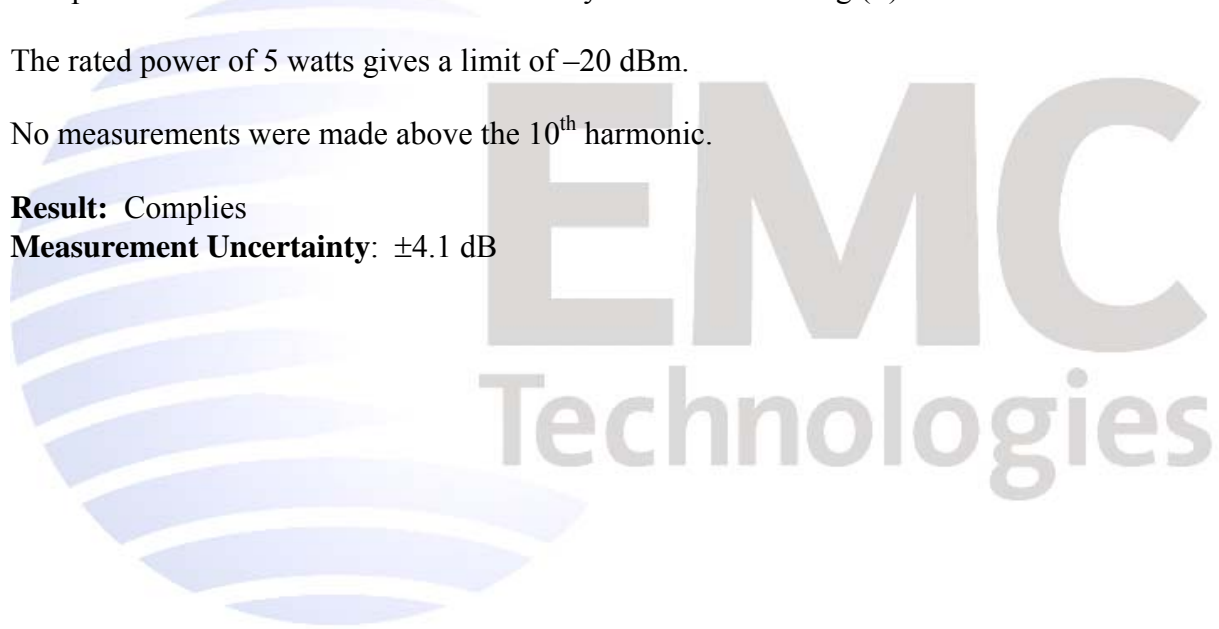 The rated power of 5 watts gives a limit of –20 dBm.
No measurements were made above the 10th harmonic.
Result: Complies
Measurement Uncertainty: ±4.1 dB
EMC
Technologies